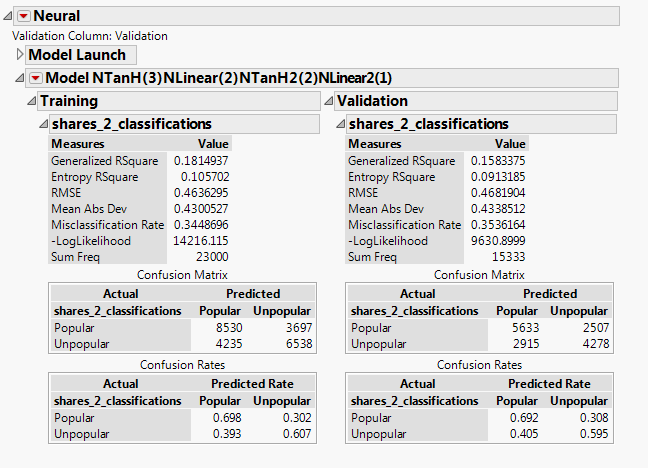 Neural
Validation Column: Validation
Model Launch
Model NTanH(3)NLinear(2)NTanH2(2)NLinear2(1)
Training
shares_2_classifications
Measures Value
Generalized RSquare 0.1814937
Entropy RSquare 0.105702
RMSE 0.4636295
Mean Abs Dev 0.4300527
Misclassification Rate 0.3448696
-LogLikelihood 14216.115
Sum Freq 23000
Confusion Matrix
Actual Predicted
shares_2_classifications Popular Unpopular
Popular 8530 3697
Unpopular 4235 6538
Confusion Rates
Actual Predicted Rate
shares_2_classifications Popular Unpopular
Popular 0.698 0.302
Unpopular 0.393 0.607
Validation
shares_2_classifications
Measures Value
Generalized RSquare 0.1583375
Entropy RSquare 0.0913185
RMSE 0.4681904
Mean Abs Dev 0.4338512
Misclassification Rate 0.3536164
-LogLikelihood 9630.8999
Sum Freq 15333
Confusion Matrix
Actual Predicted
shares_2_classifications Popular Unpopular
Popular 5633 2507
Unpopular 2915 4278
Confusion Rates
Actual Predicted Rate
shares_2_classifications Popular Unpopular
Popular 0.692 0.308
Unpopular 0.405 0.595